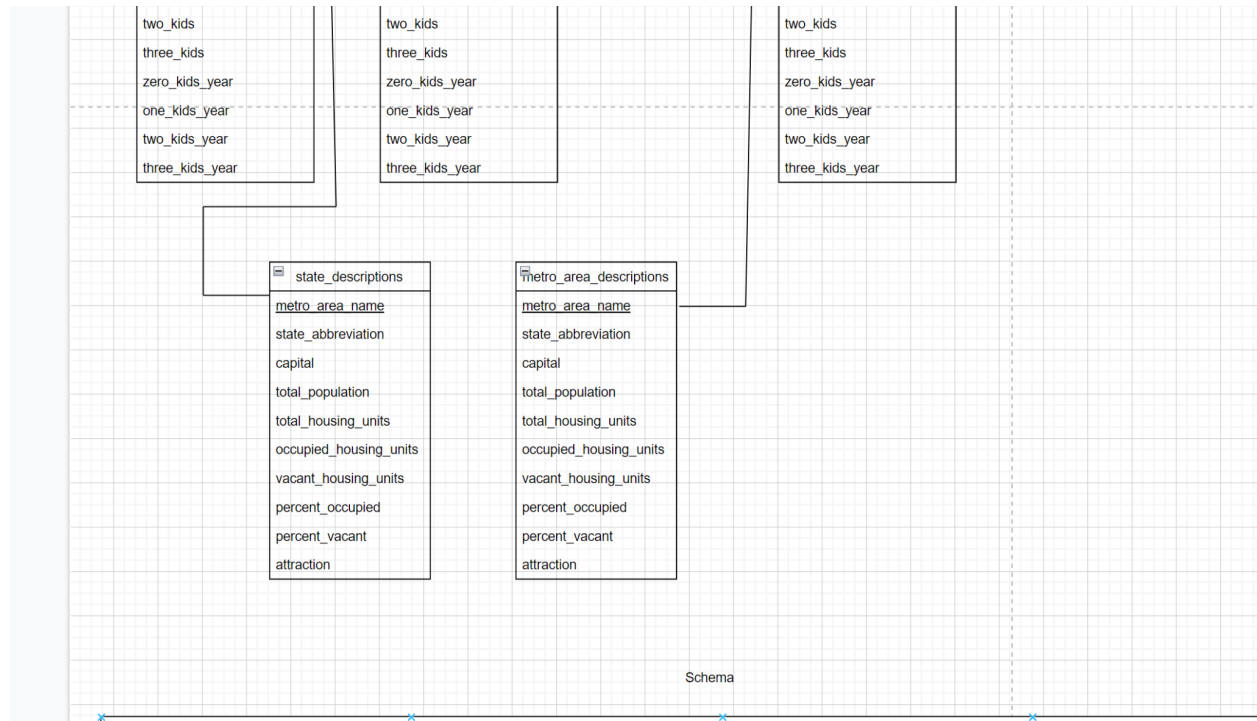 two_kids
three_kids
zero_kids_year
one_kids_year
two_kids_year
three_kids_year
two_kids
three_kids
zero_kids_year
one_kids_year
two_kids_year
three_kids_year
two_kids
three_kids
zero_kids_year
one_kids_year
two_kids_year
three_kids_year
state_descriptions
metro_area_name
state_abbreviation
capital
total_population
total_housing_units
occupied_housing_units
vacant_housing_units
percent_occupied
percent_vacant
attraction
metro_area_descriptions
metro_area_name
state_abbreviation
capital
total_population
total_housing_units
occupied_housing_units
vacant_housing_units
percent_occupied
percent_vacant
attraction
Schema